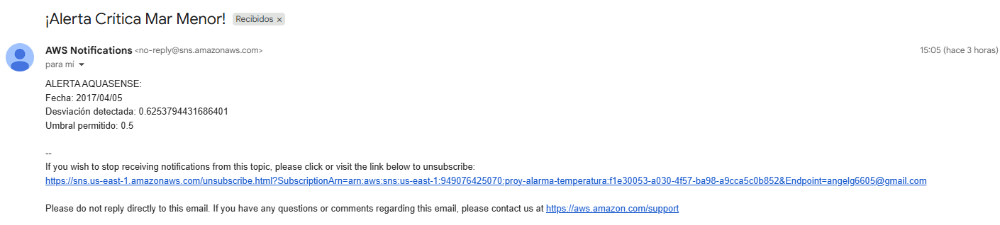 ¡Alerta Crítica Mar Menor! Recibidos ×
AWS Notifications <no-reply@sns.amazonaws.com> 15:05 (hace 3 horas)
para mí
ALERTA AQUASENSE:
Fecha: 2017/04/05
Desviación detectada: 0.6253794431686401
Umbral permitido: 0.5
--
If you wish to stop receiving notifications from this topic, please click or visit the link below to unsubscribe:
https://sns.us-east-1.amazonaws.com/unsubscribe.html?SubscriptionArn=arn:aws:sns:us-east-1:949076425070:proy-alarma-temperatura:f1e30053-a030-4f57-ba98-a9cca5c0b852&Endpoint=angelg6605@gmail.com
Please do not reply directly to this email. If you have any questions or comments regarding this email, please contact us at https://aws.amazon.com/support